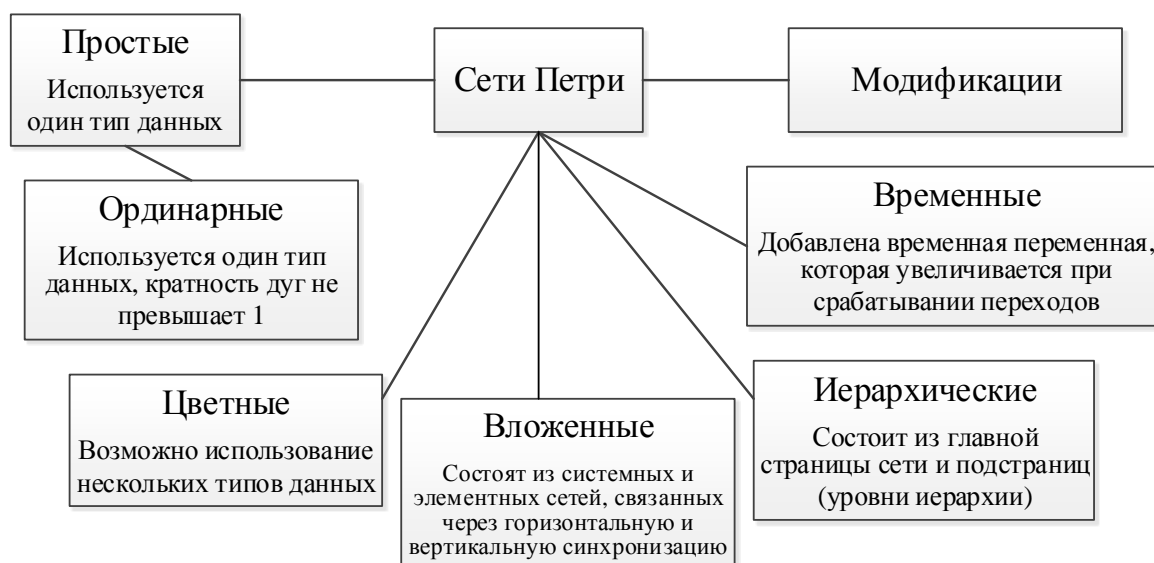 Простые
Используется
один тип данных
Сети Петри
Модификации
Ординарные
Используется один тип
данных, кратность дуг не
превышает 1
Временные
Добавлена временная переменная,
которая увеличивается при
срабатывании переходов
Цветные
Возможно использование
нескольких типов данных
Вложенные
Состоят из системных и
элементных сетей, связанных
через горизонтальную и
вертикальную синхронизацию
Иерархические
Состоит из главной
страницы сети и подстраниц
(уровни иерархии)